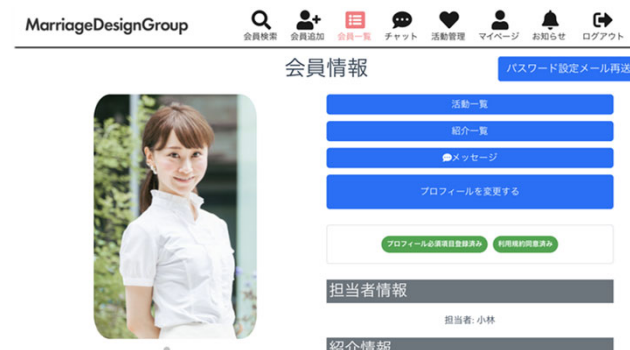 MarriageDesignGroup
会員検索 会員追加 会員一覧 チャット 活動管理 マイページ お知らせ ログアウト
会員情報
パスワード設定メール再送
活動一覧
紹介一覧
メッセージ
プロフィールを変更する
プロフィール必須項目登録済み 利用規約同意済み
担当者情報
担当者: 小林
紹介情報